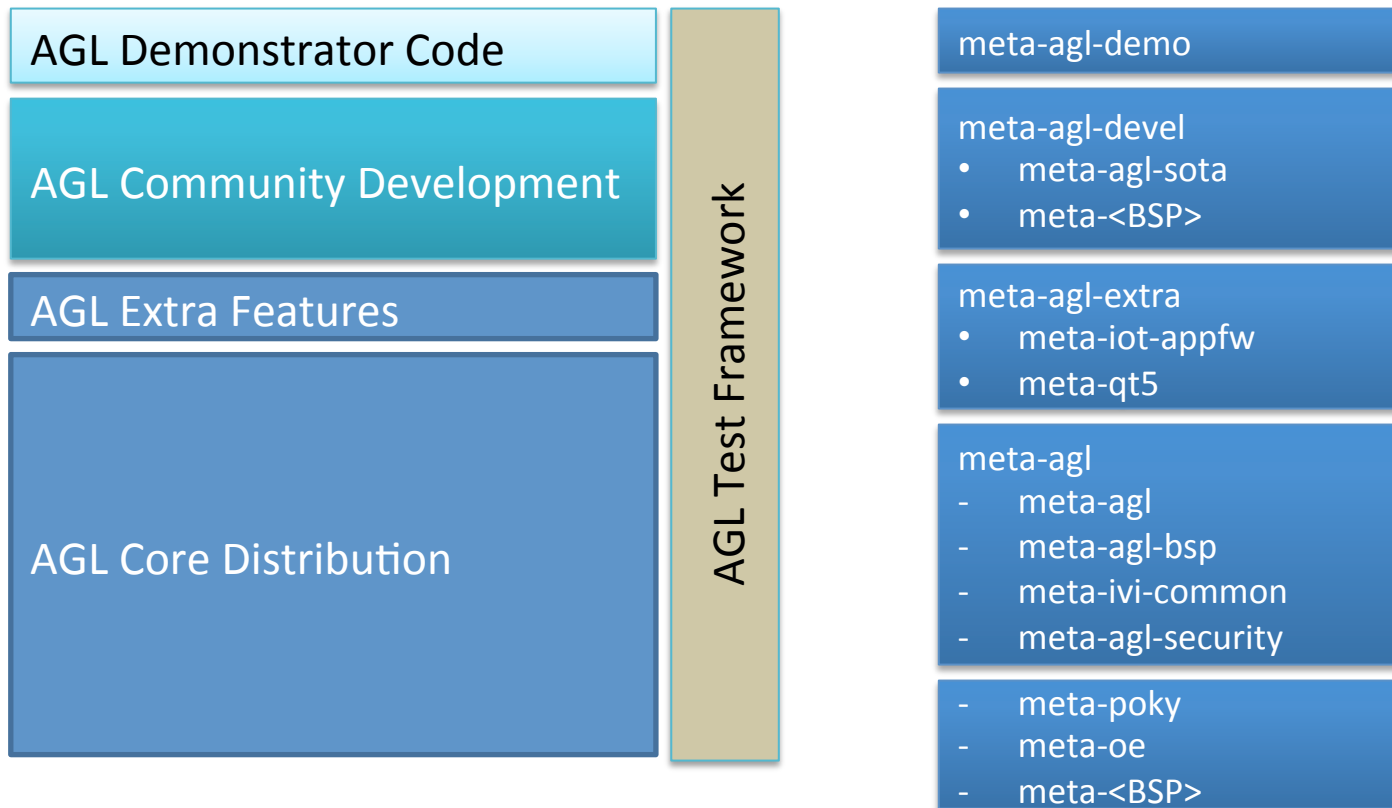 AGL Demonstrator Code
AGL Community Development
AGL Extra Features
AGL Core Distribution
AGL Test Framework
meta-agl-demo
meta-agl-devel
• meta-agl-sota
• meta-<BSP>
meta-agl-extra
• meta-iot-appfw
• meta-qt5
meta-agl
- meta-agl
- meta-agl-bsp
- meta-ivi-common
- meta-agl-security
- meta-poky
- meta-oe
- meta-<BSP>